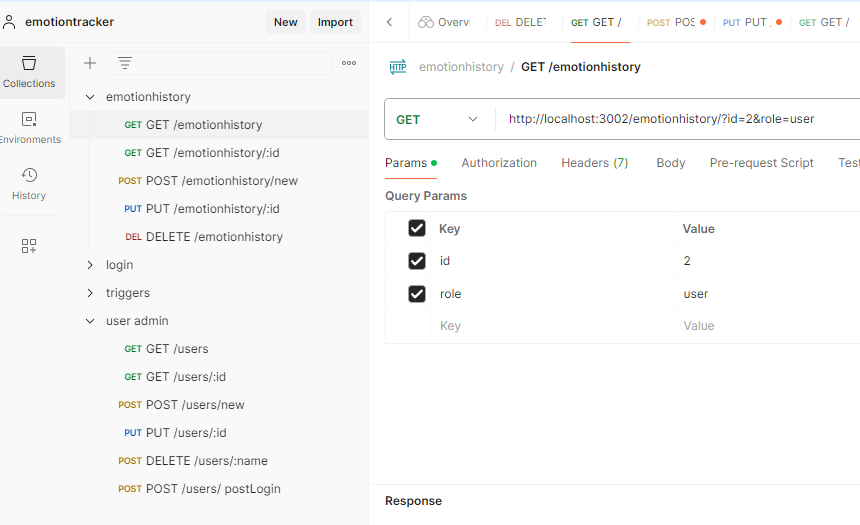 emotiontracker New Import
Overvi DEL DELET GET GET / POST POS PUT PUT GET GET /
Collections
HTTP emotionhistory / GET /emotionhistory
emotionhistory
GET GET /emotionhistory
GET http://localhost:3002/emotionhistory/?id=2&role=user
Environments
GET GET /emotionhistory/:id
Params Authorization Headers (7) Body Pre-request Script Test
POST POST /emotionhistory/new
History
Query Params
PUT PUT /emotionhistory/:id
Key Value
DEL DELETE /emotionhistory
login
id 2
triggers
role user
user admin
Key Value
GET GET /users
GET GET /users/:id
POST POST /users/new
PUT PUT /users/:id
POST DELETE /users/:name
POST POST /users/ postLogin
Response